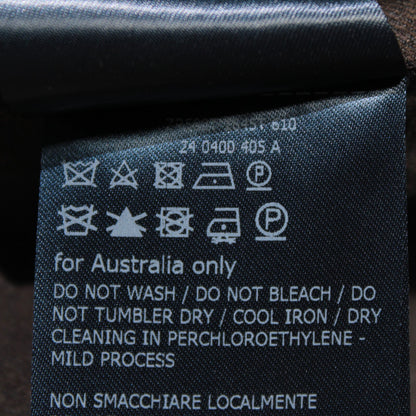 610
24 0400 405 A
P
P
for Australia only
DO NOT WASH / DO NOT BLEACH / DO
NOT TUMBLER DRY / COOL IRON / DRY
CLEANING IN PERCHLOROETHYLENE -
MILD PROCESS
NON SMACCHIARE LOCALMENTE